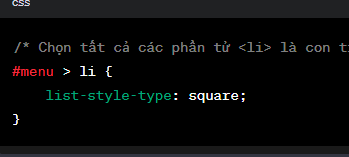 css
/* Chọn tất cả các phần tử <li> là con
#menu > li {
    list-style-type: square;
}